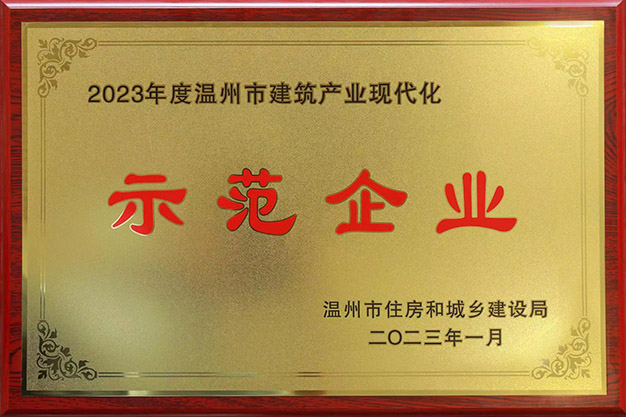 2023年度温州市建筑产业现代化
示范企业
温州市住房和城乡建设局
二〇二三年一月